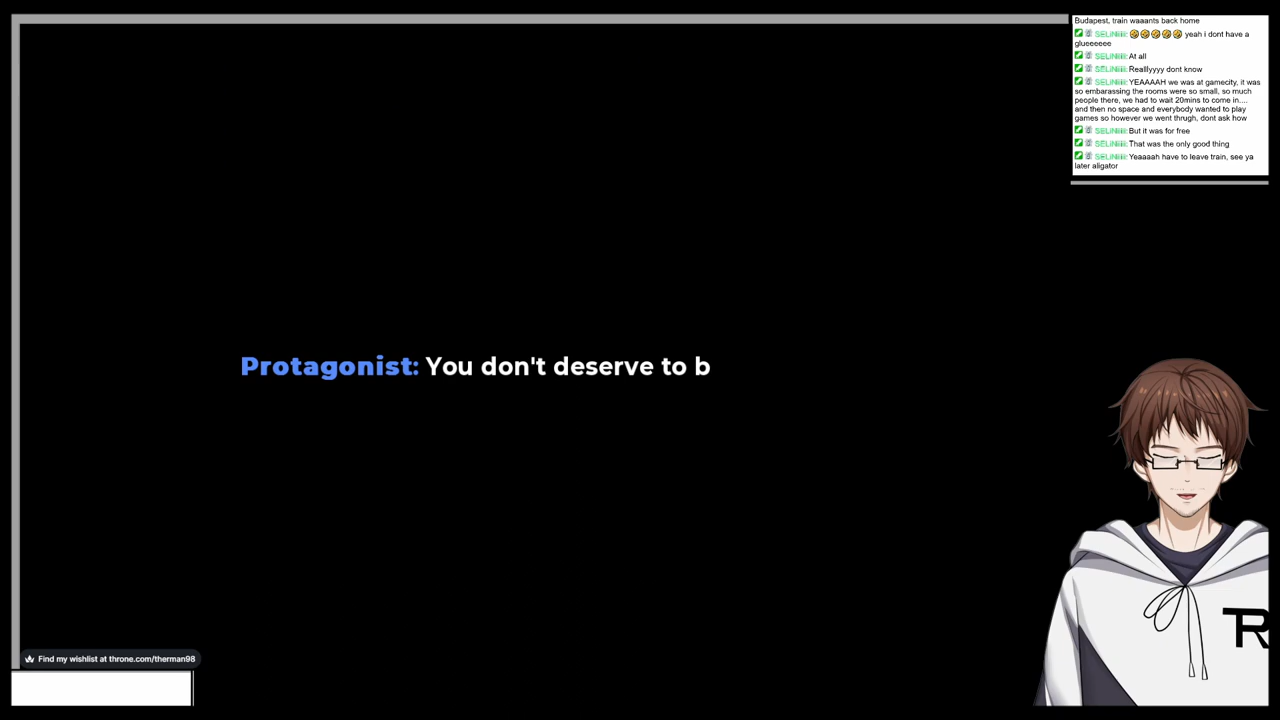 Budapest, train waaants back home
SELiNiiii: 🤣🤣🤣🤣🤣 yeah i dont have a
glueeeeee
SELiNiiii: At all
SELiNiiii: Reallllyyyy dont know
SELiNiiii: YEAAAAH we was at gamecity, it was
so embarassing the rooms were so small, so much
people there, we had to wait 20mins to come in....
and then no space and everybody wanted to play
games so however we went thrugh, dont ask how
SELiNiiii: But it was for free
SELiNiiii: That was the only good thing
SELiNiiii: Yeaaaah have to leave train, see ya
later aligator
Protagonist: You don't deserve to b
Find my wishlist at throne.com/therman98
TR